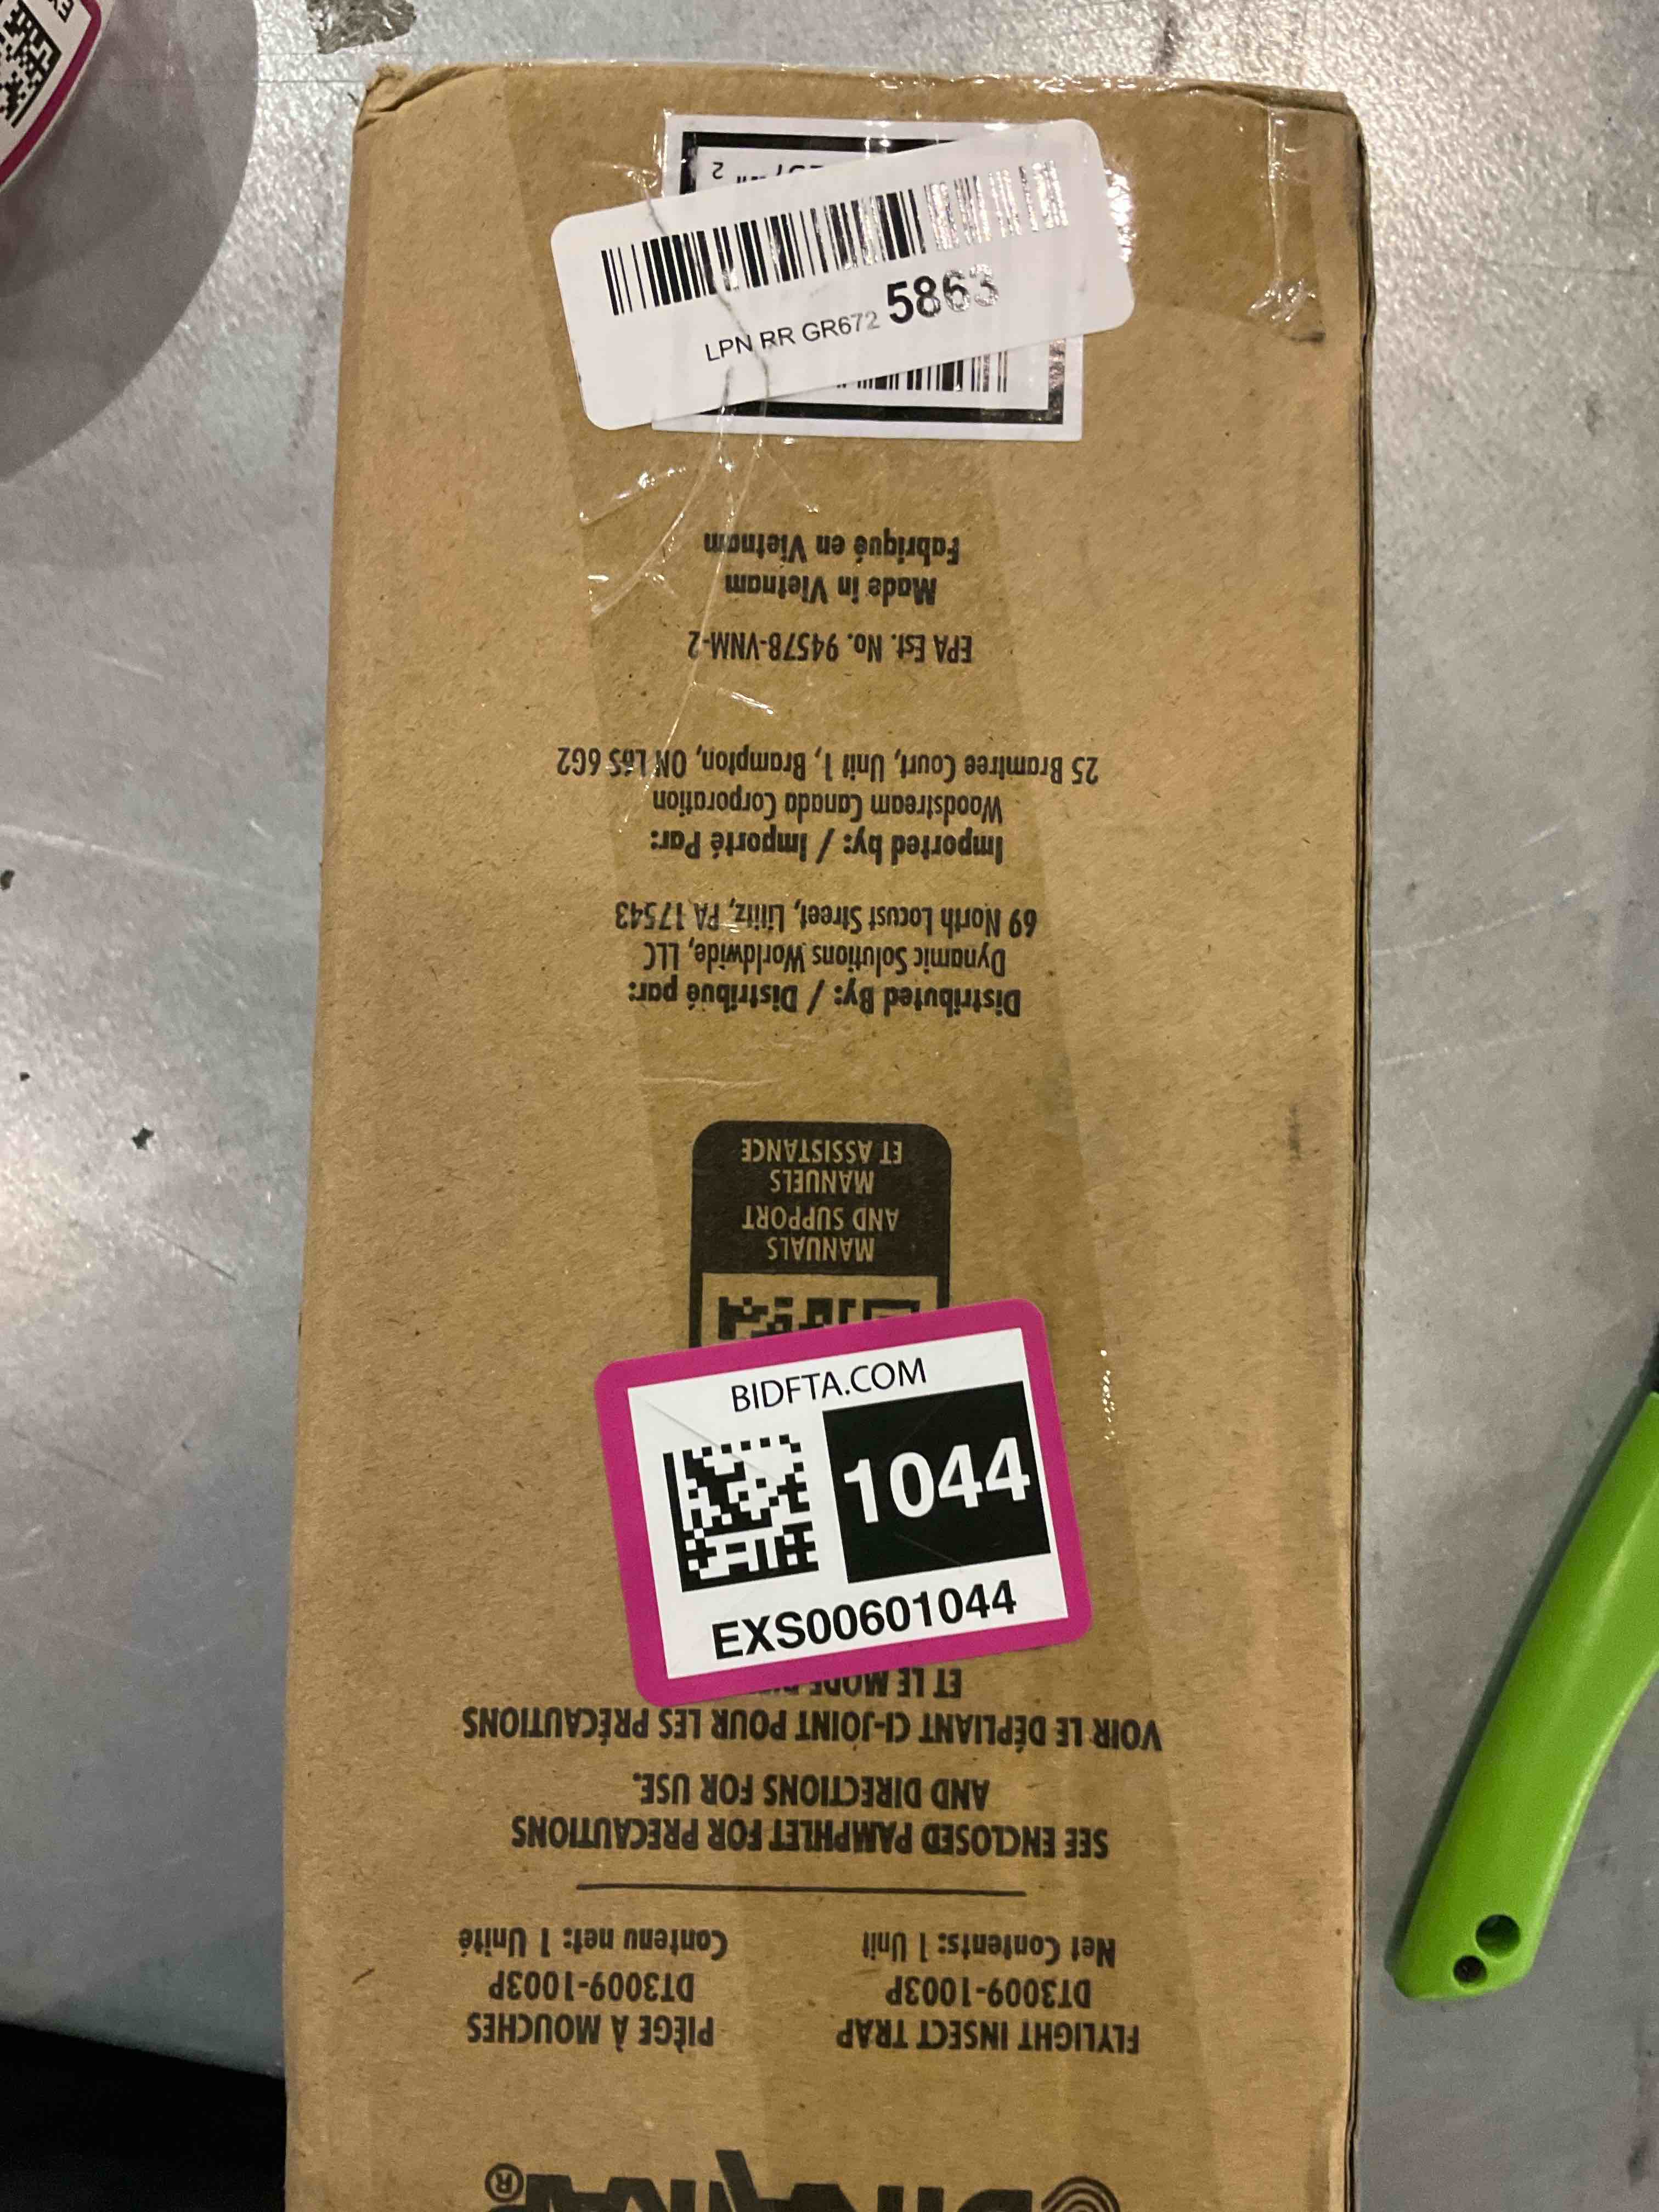 LPN RR GR672 5863
BIDFTA.COM
1044
EXS00601044
FLYLIGHT INSECT TRAP
DT3009-1003P
Net Contents: 1 Unit
PIÈGE À MOUCHES
DT3009-1003P
Contenu net: 1 Unité
SEE ENCLOSED PAMPHLET FOR PRECAUTIONS
AND DIRECTIONS FOR USE.
VOIR LE DÉPLIANT CI-JOINT POUR LES PRÉCAUTIONS
ET LE MODE
MANUALS
AND SUPPORT
MANUELS
ET ASSISTANCE
Distributed By: / Distribué par:
Dynamic Solutions Worldwide, LLC
69 North Locust Street, Lititz, PA 17543
Imported by: / Importé Par:
Woodstream Canada Corporation
25 Bramtree Court, Unit 1, Brampton, ON L6S 6G2
EPA Est. No. 94578-VNM-2
Made in Vietnam
Fabriqué en Vietnam